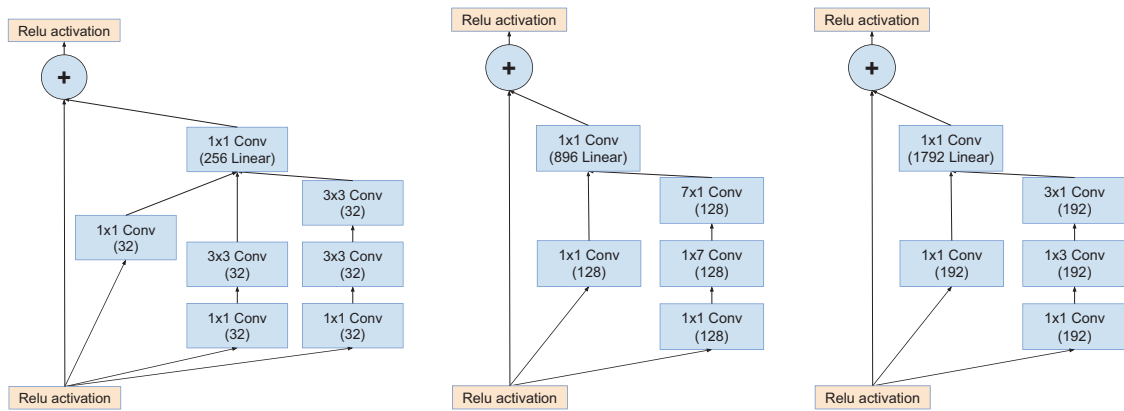 Relu activation
+
1x1 Conv
(256 Linear)
3x3 Conv
(32)
1x1 Conv
(32)
3x3 Conv
(32)
3x3 Conv
(32)
1x1 Conv
(32)
1x1 Conv
(32)
Relu activation
Relu activation
+
1x1 Conv
(896 Linear)
7x1 Conv
(128)
1x1 Conv
(128)
1x7 Conv
(128)
1x1 Conv
(128)
Relu activation
Relu activation
+
1x1 Conv
(1792 Linear)
3x1 Conv
(192)
1x1 Conv
(192)
1x3 Conv
(192)
1x1 Conv
(192)
Relu activation